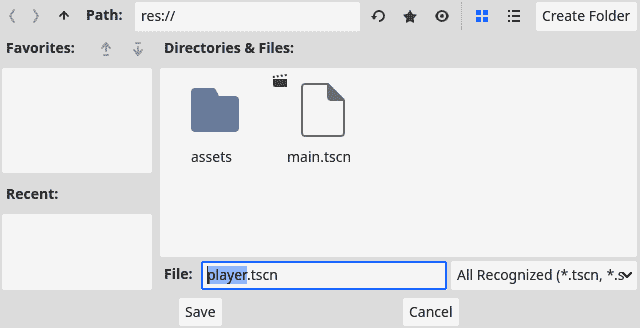 Path: res:// Create Folder
Favorites: Directories & Files:
assets main.tscn
Recent:
File: player.tscn All Recognized (*.tscn, *.s
Save Cancel